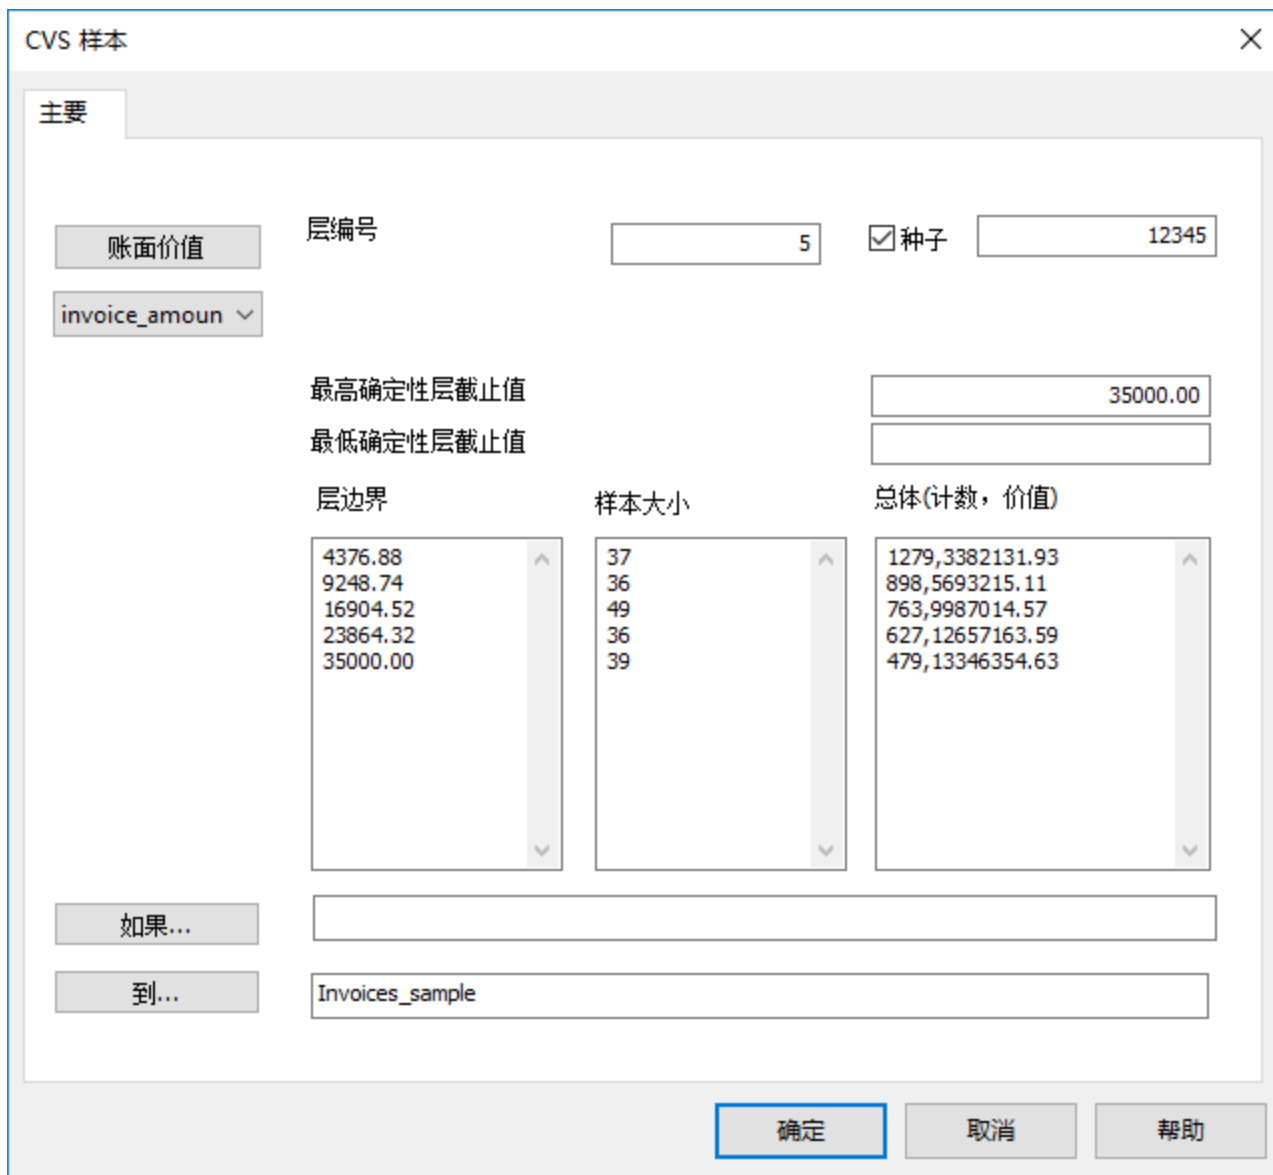 CVS 样本
主要
账面价值
层编号
5
种子
12345
invoice_amoun
最高确定性层截止值
35000.00
最低确定性层截止值
层边界
样本大小
总体(计数，价值)
4376.88
37
1279,3382131.93
9248.74
36
898,5693215.11
16904.52
49
763,9987014.57
23864.32
36
627,12657163.59
35000.00
39
479,13346354.63
如果...
到...
Invoices_sample
确定
取消
帮助